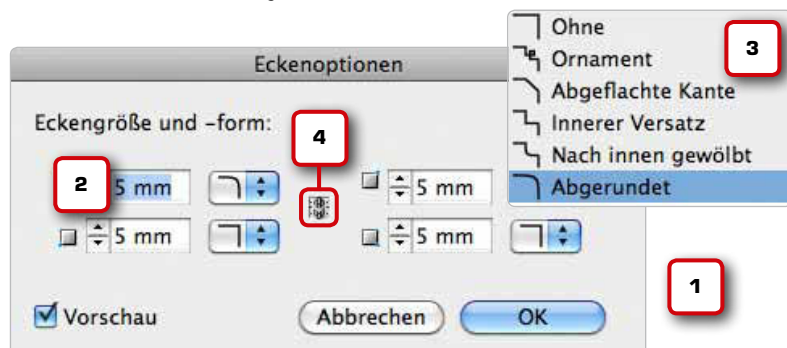 Ohne
Ornament
Abgeflachte Kante
Innerer Versatz
Nach innen gewölbt
Abgerundet
3
Eckenoptionen
Eckengröße und -form:
4
2
5 mm
5 mm
5 mm
5 mm
1
Vorschau
Abbrechen
OK